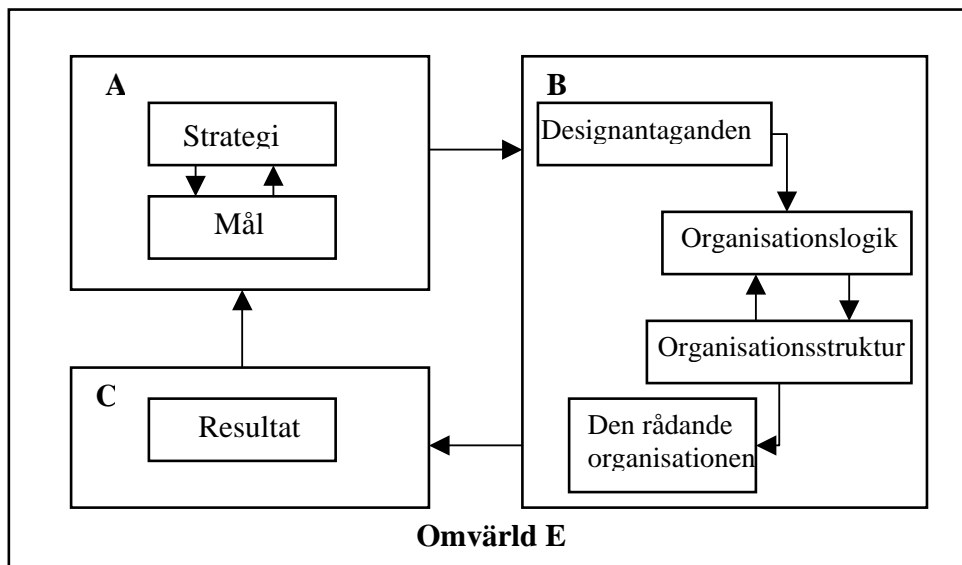 A
Strategi
Mål
B
Designantaganden
Organisationslogik
Organisationsstruktur
Den rådande
organisationen
C
Resultat
Omvärld E